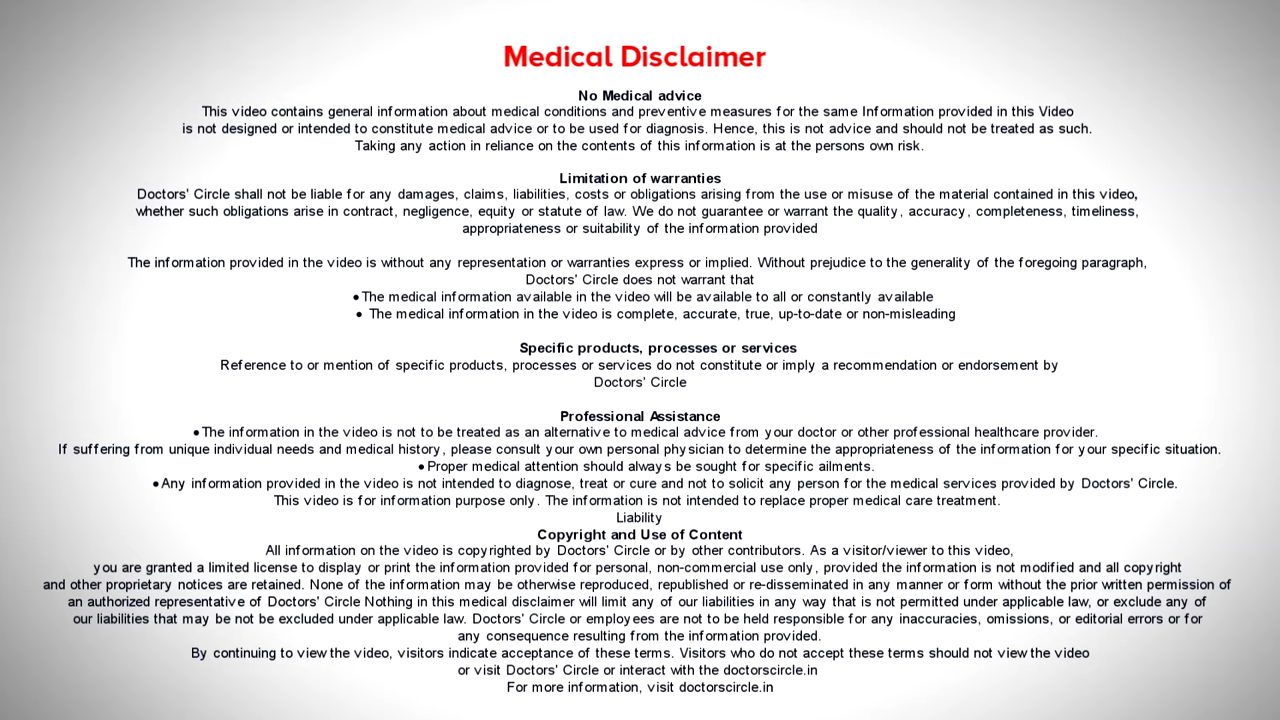 Medical Disclaimer
No Medical advice
This video contains general information about medical conditions and preventive measures for the same Information provided in this Video
is not designed or intended to constitute medical advice or to be used for diagnosis. Hence, this is not advice and should not be treated as such.
Taking any action in reliance on the contents of this information is at the persons own risk.
Limitation of warranties
Doctors' Circle shall not be liable for any damages, claims, liabilities, costs or obligations arising from the use or misuse of the material contained in this video,
whether such obligations arise in contract, negligence, equity or statute of law. We do not guarantee or warrant the quality, accuracy, completeness, timeliness,
appropriateness or suitability of the information provided
The information provided in the video is without any representation or warranties express or implied. Without prejudice to the generality of the foregoing paragraph,
Doctors' Circle does not warrant that
• The medical information available in the video will be available to all or constantly available
• The medical information in the video is complete, accurate, true, up-to-date or non-misleading
Specific products, processes or services
Reference to or mention of specific products, processes or services do not constitute or imply a recommendation or endorsement by
Doctors' Circle
Professional Assistance
• The information in the video is not to be treated as an alternative to medical advice from your doctor or other professional healthcare provider.
If suffering from unique individual needs and medical history, please consult your own personal physician to determine the appropriateness of the information for your specific situation.
• Proper medical attention should always be sought for specific ailments.
• Any information provided in the video is not intended to diagnose, treat or cure and not to solicit any person for the medical services provided by Doctors' Circle.
This video is for information purpose only. The information is not intended to replace proper medical care treatment.
Liability
Copyright and Use of Content
All information on the video is copyrighted by Doctors' Circle or by other contributors. As a visitor/viewer to this video,
you are granted a limited license to display or print the information provided for personal, non-commercial use only, provided the information is not modified and all copyright
and other proprietary notices are retained. None of the information may be otherwise reproduced, republished or re-disseminated in any manner or form without the prior written permission of
an authorized representative of Doctors' Circle Nothing in this medical disclaimer will limit any of our liabilities in any way that is not permitted under applicable law, or exclude any of
our liabilities that may be not be excluded under applicable law. Doctors' Circle or employees are not to be held responsible for any inaccuracies, omissions, or editorial errors or for
any consequence resulting from the information provided.
By continuing to view the video, visitors indicate acceptance of these terms. Visitors who do not accept these terms should not view the video
or visit Doctors' Circle or interact with the doctorscircle.in
For more information, visit doctorscircle.in